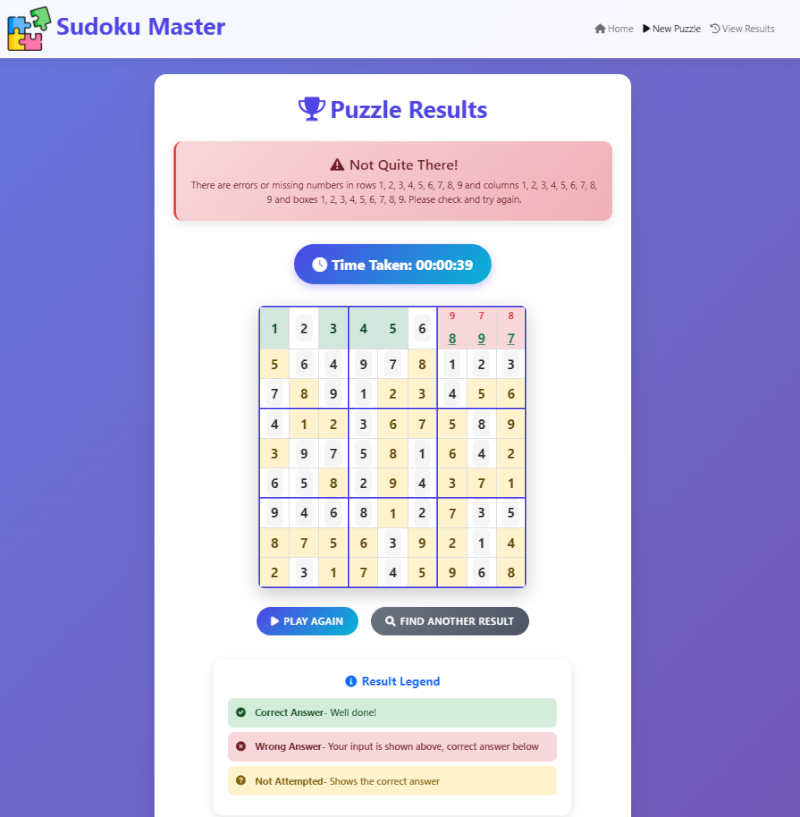 Sudoku Master
Home New Puzzle View Results
Puzzle Results
Not Quite There!
There are errors or missing numbers in rows 1, 2, 3, 4, 5, 6, 7, 8, 9 and columns 1, 2, 3, 4, 5, 6, 7, 8,
9 and boxes 1, 2, 3, 4, 5, 6, 7, 8, 9. Please check and try again.
Time Taken: 00:00:39
9 7 8
1 2 3 4 5 6 8 9 7
5 6 4 9 7 8 1 2 3
7 8 9 1 2 3 4 5 6
4 1 2 3 6 7 5 8 9
3 9 7 5 8 1 6 4 2
6 5 8 2 9 4 3 7 1
9 4 6 8 1 2 7 3 5
8 7 5 6 3 9 2 1 4
2 3 1 7 4 5 9 6 8
PLAY AGAIN FIND ANOTHER RESULT
Result Legend
Correct Answer- Well done!
Wrong Answer- Your input is shown above, correct answer below
Not Attempted- Shows the correct answer